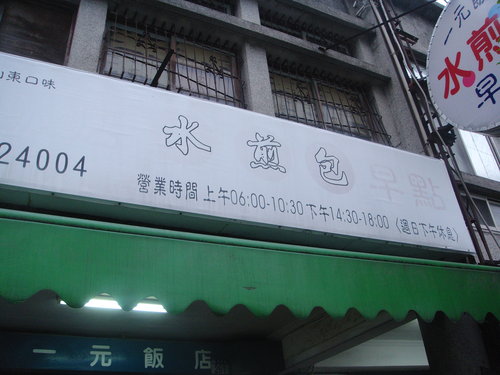 山東口味
24004
水煎包 早點
營業時間 上午06:00-10:30 下午14:30-18:00 (週日下午休息)
一元飯
水煎
早
一元飯店